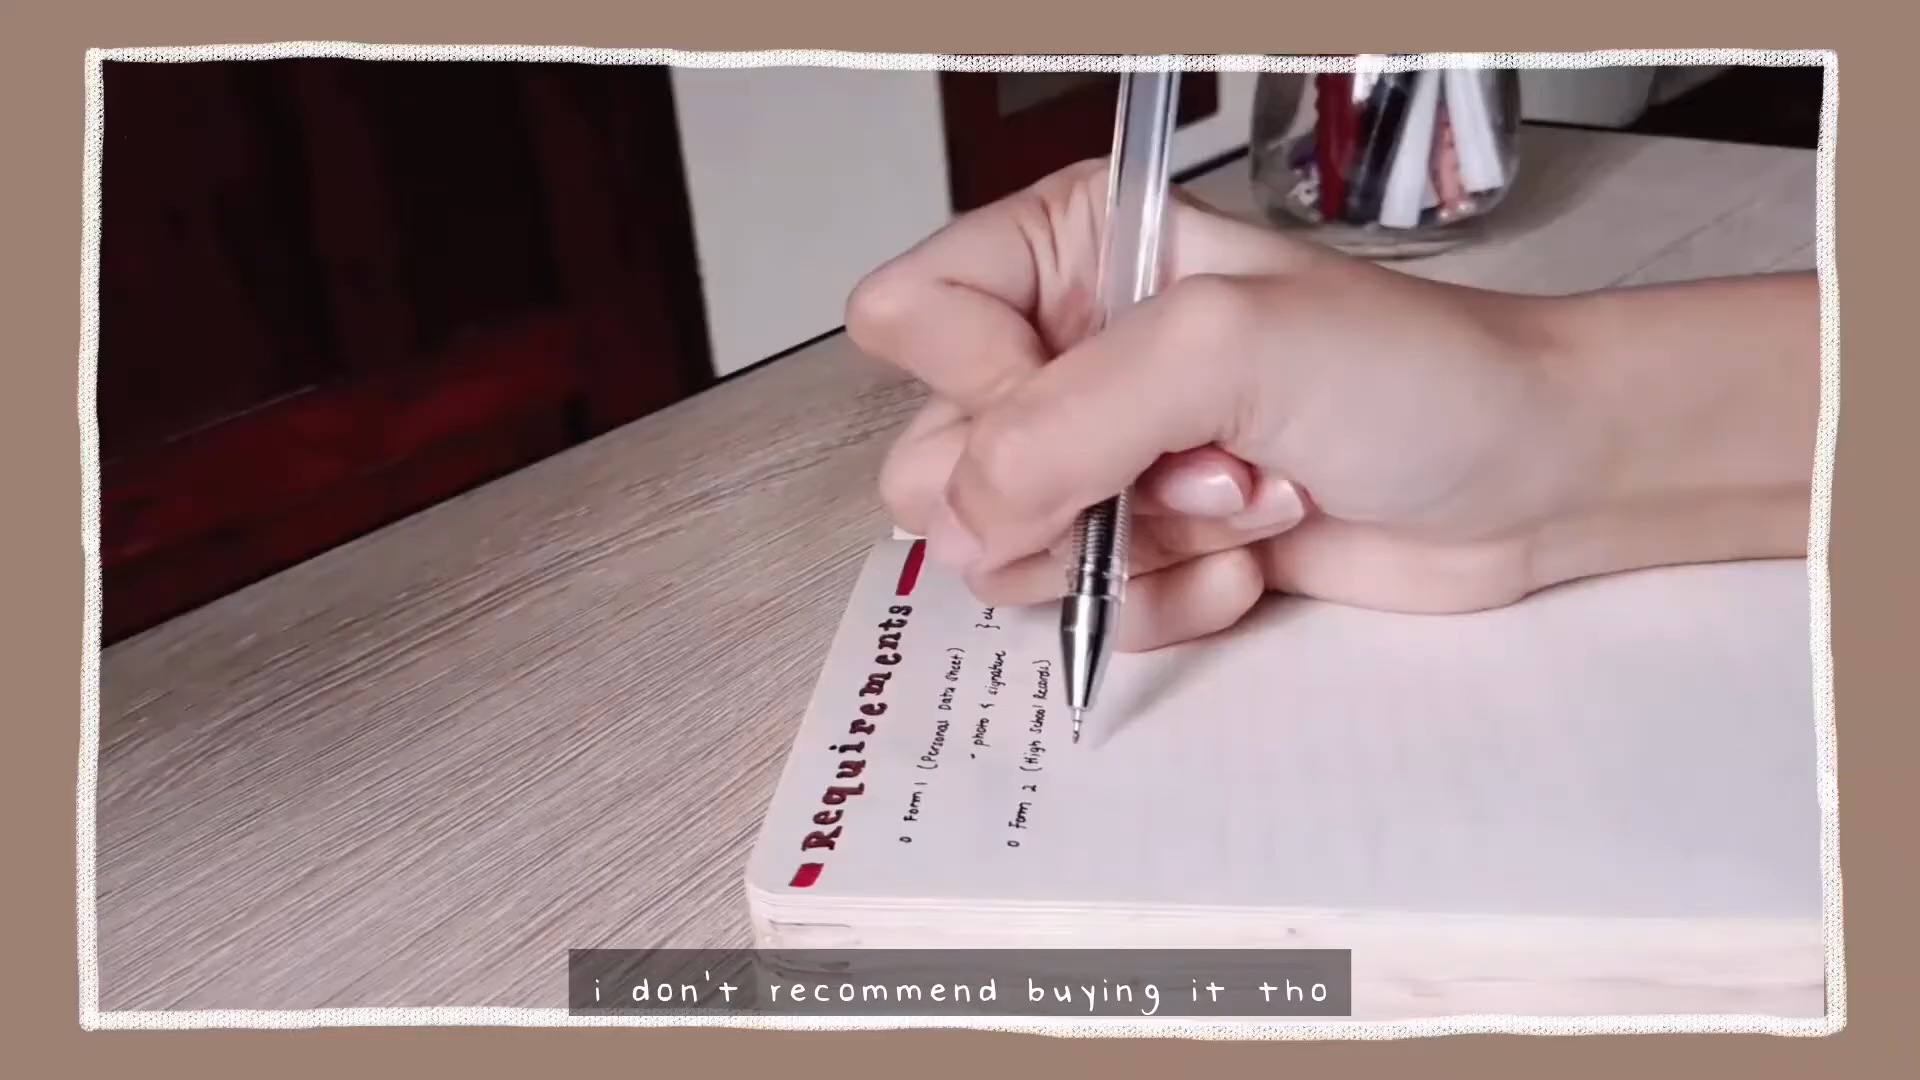 Requirements
o Form 1 (Personal Data Sheet)
- photo & signature }
o Form 2 (High School Records)
i don't recommend buying it tho